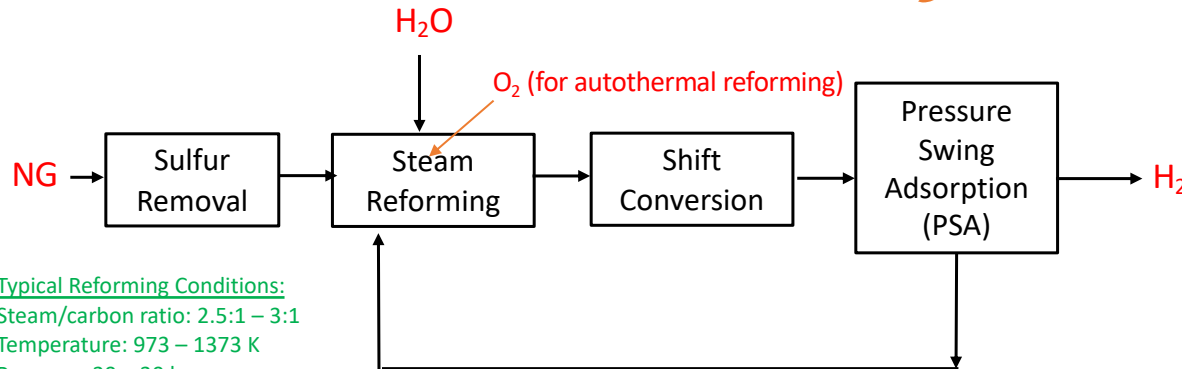 H₂O
O₂ (for autothermal reforming)
NG
Sulfur
Removal
Steam
Reforming
Shift
Conversion
Pressure
Swing
Adsorption
(PSA)
H₂
Typical Reforming Conditions:
Steam/carbon ratio: 2.5:1 – 3:1
Temperature: 973 – 1373 K